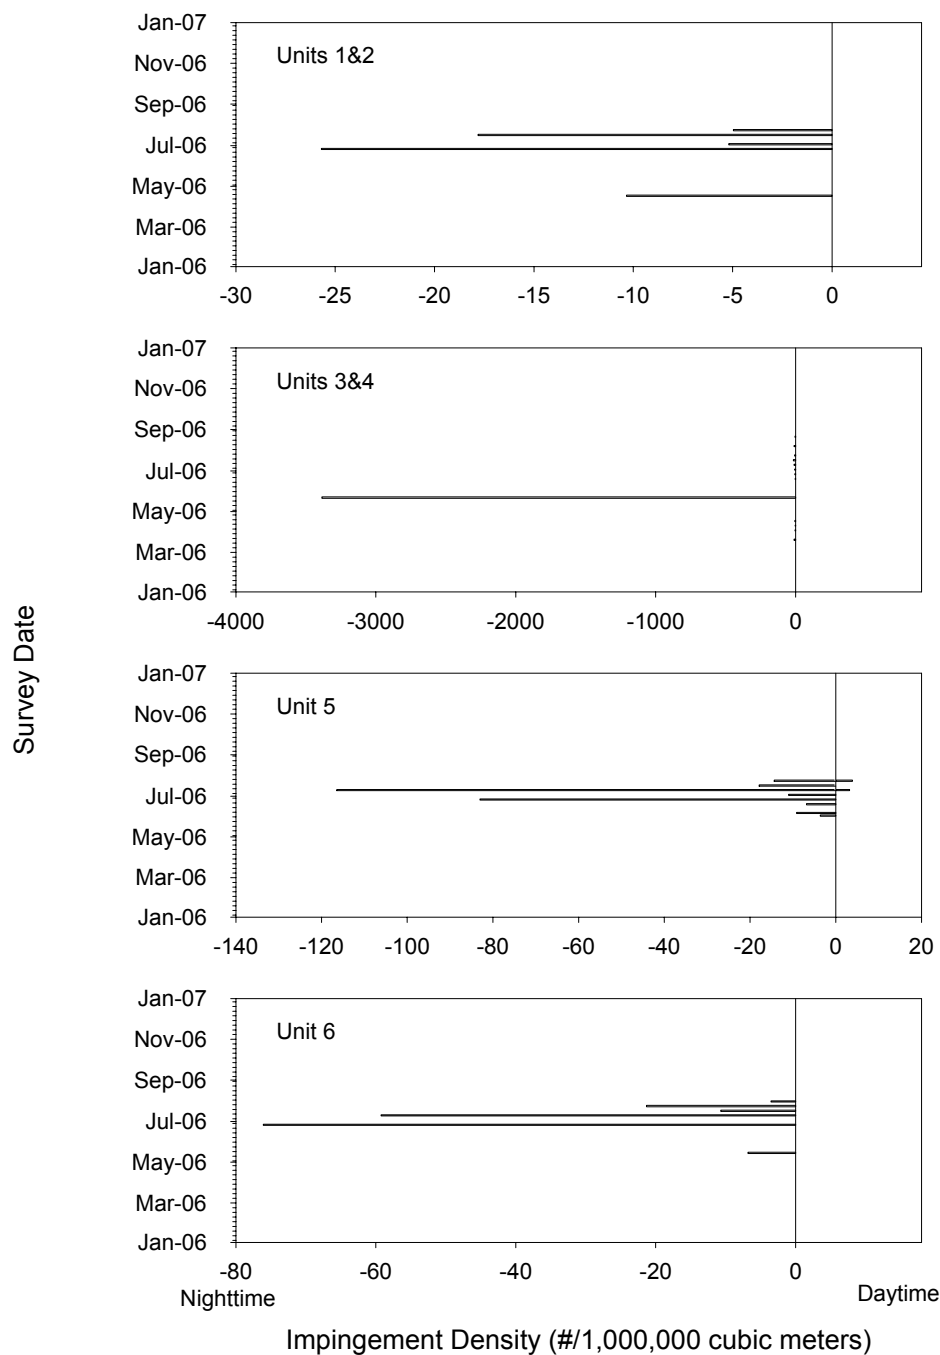 Jan-07
Units 1&2
Nov-06
Sep-06
Jul-06
May-06
Mar-06
Jan-06
-30 -25 -20 -15 -10 -5 0
Jan-07
Units 3&4
Nov-06
Sep-06
Jul-06
May-06
Mar-06
Jan-06
-4000 -3000 -2000 -1000 0
Survey Date
Jan-07
Unit 5
Nov-06
Sep-06
Jul-06
May-06
Mar-06
Jan-06
-140 -120 -100 -80 -60 -40 -20 0 20
Jan-07
Unit 6
Nov-06
Sep-06
Jul-06
May-06
Mar-06
Jan-06
-80 -60 -40 -20 0
Nighttime Daytime
Impingement Density (#/1,000,000 cubic meters)